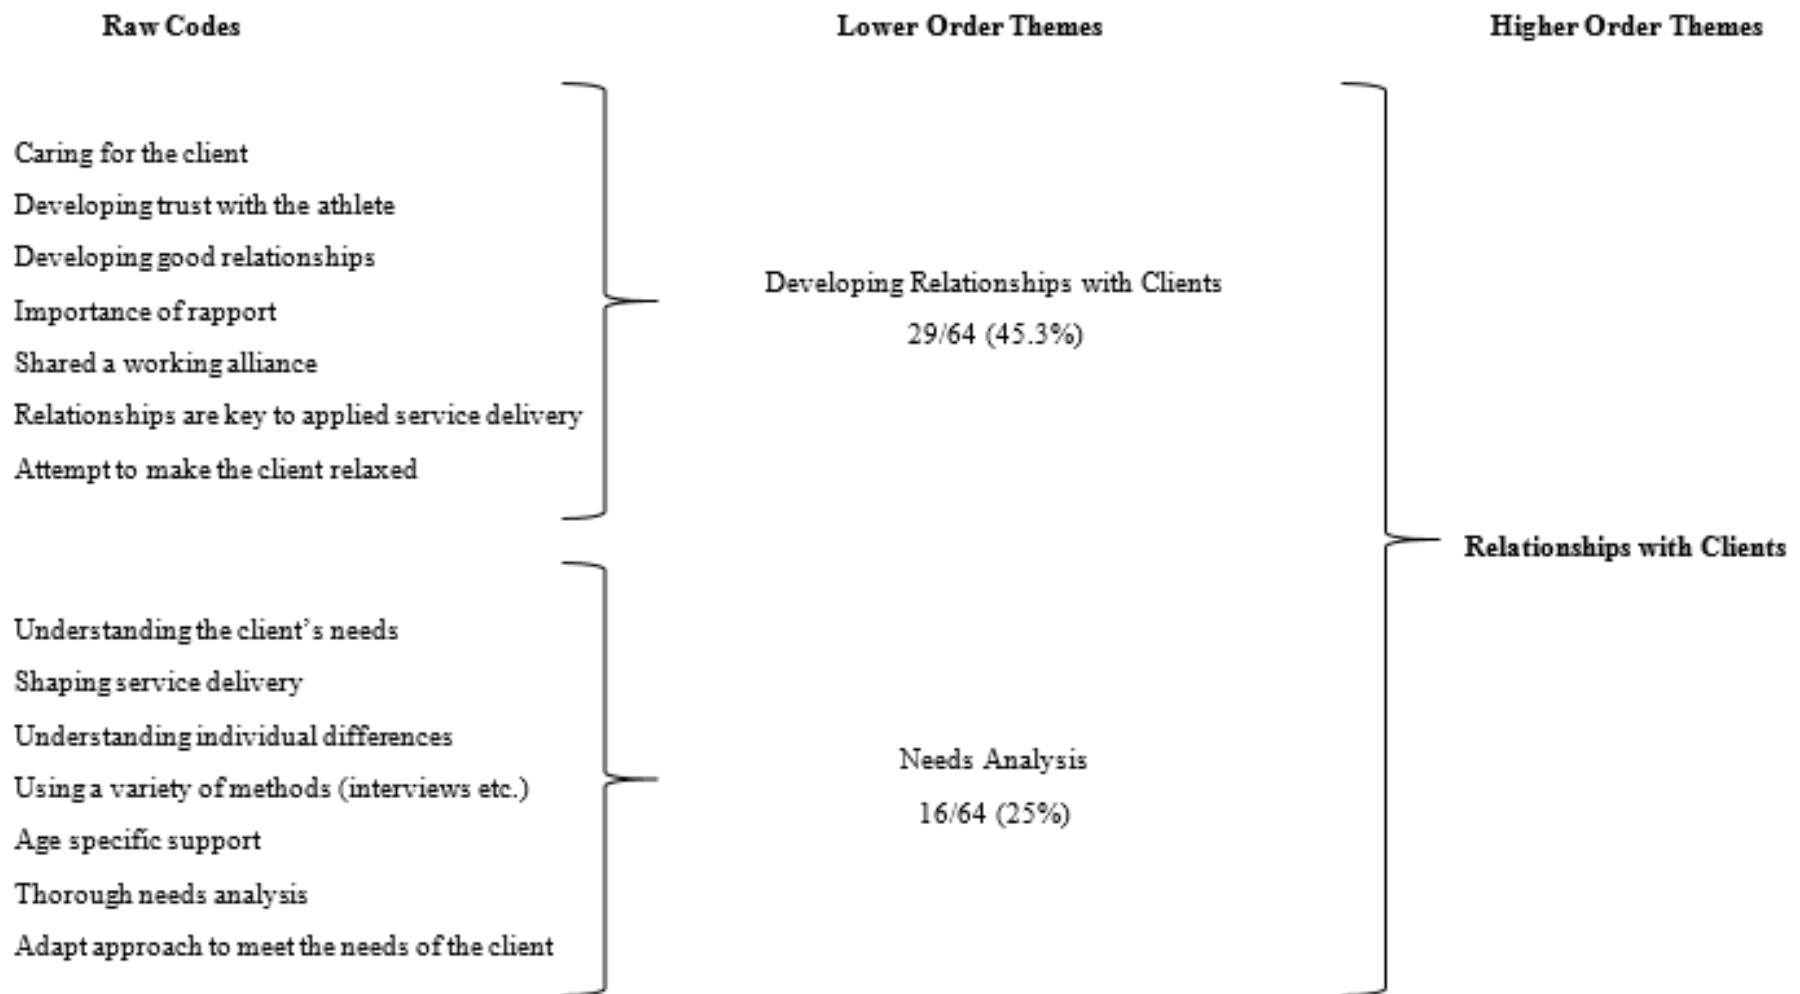 Raw Codes
Lower Order Themes
Higher Order Themes
Caring for the client
Developing trust with the athlete
Developing good relationships
Importance of rapport
Shared a working alliance
Relationships are key to applied service delivery
Attempt to make the client relaxed
Developing Relationships with Clients
29/64 (45.3%)
Understanding the client’s needs
Shaping service delivery
Understanding individual differences
Using a variety of methods (interviews etc.)
Age specific support
Thorough needs analysis
Adapt approach to meet the needs of the client
Needs Analysis
16/64 (25%)
Relationships with Clients